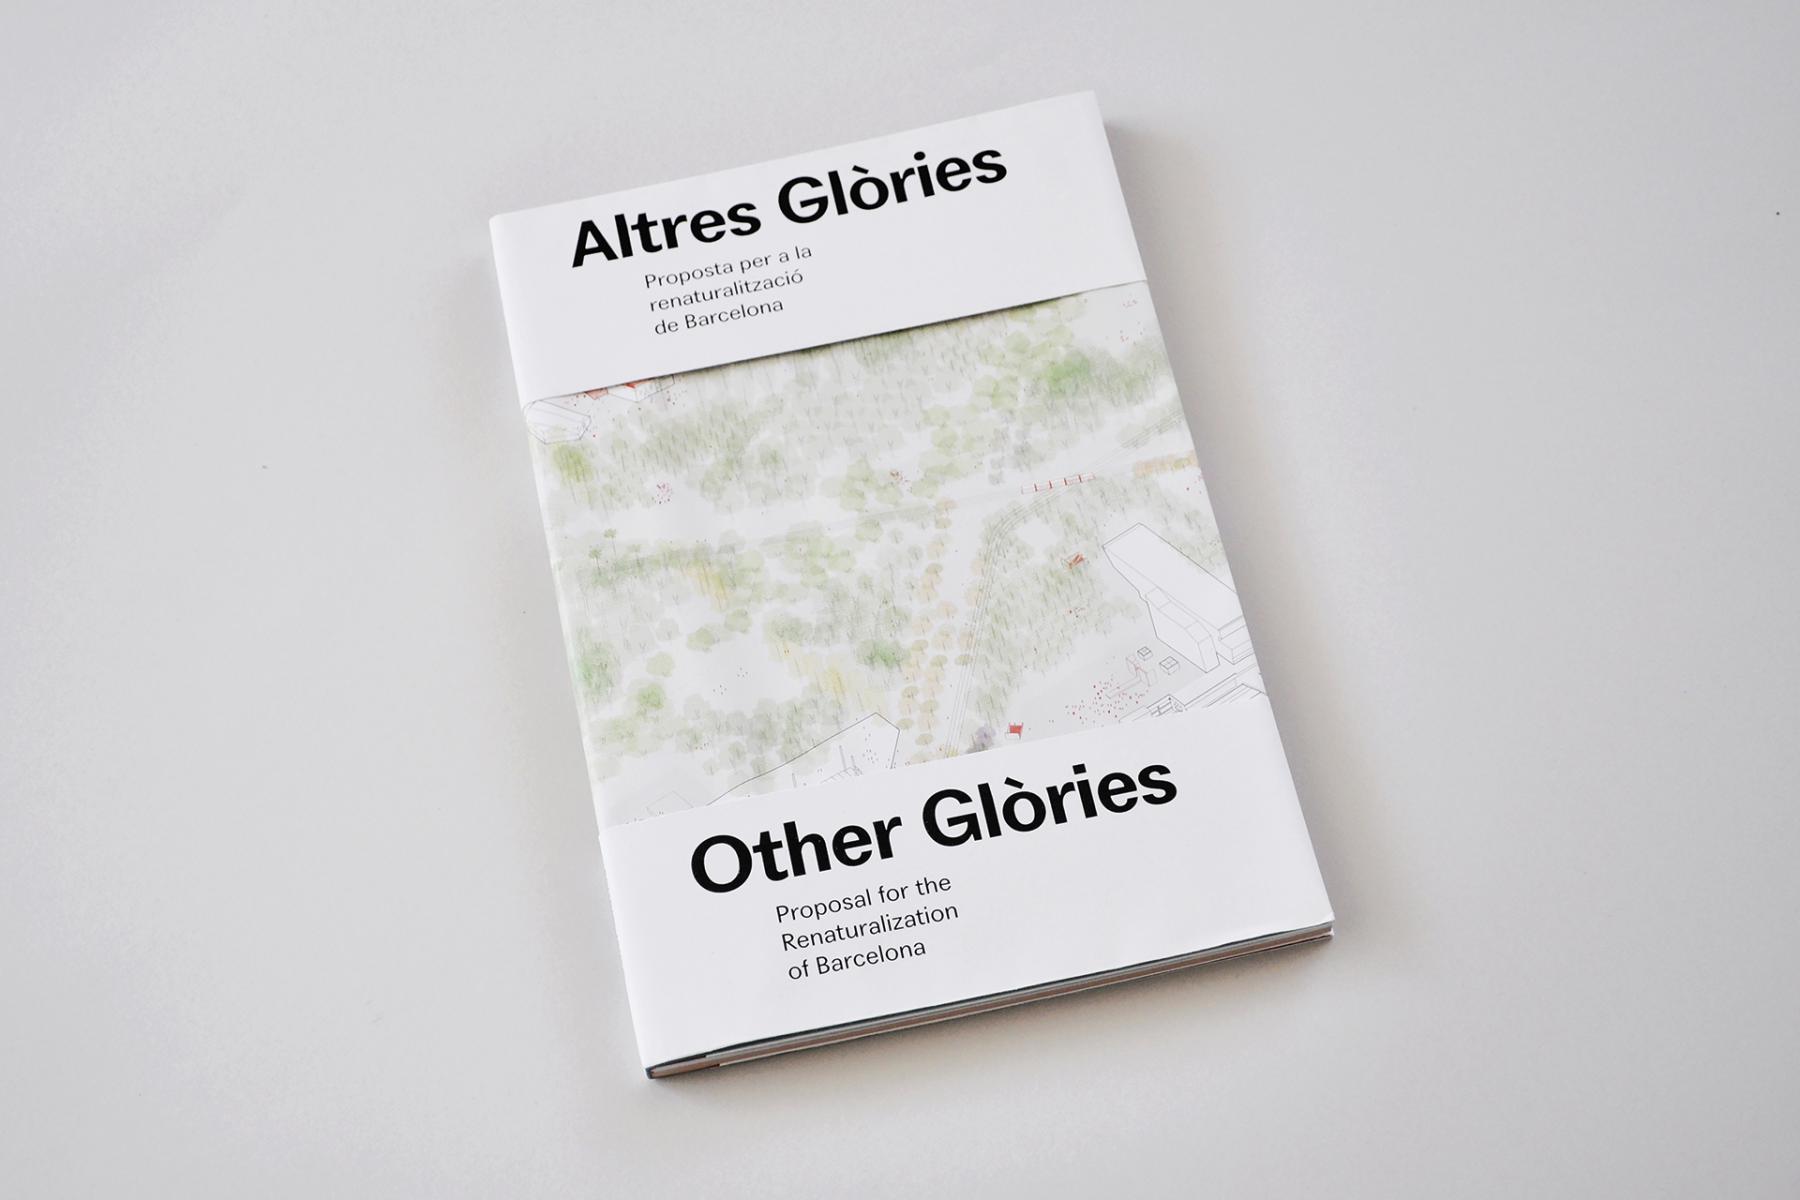 Altres Glòries
Proposta per a la
renaturalització
de Barcelona
Other Glòries
Proposal for the
Renaturalization
of Barcelona